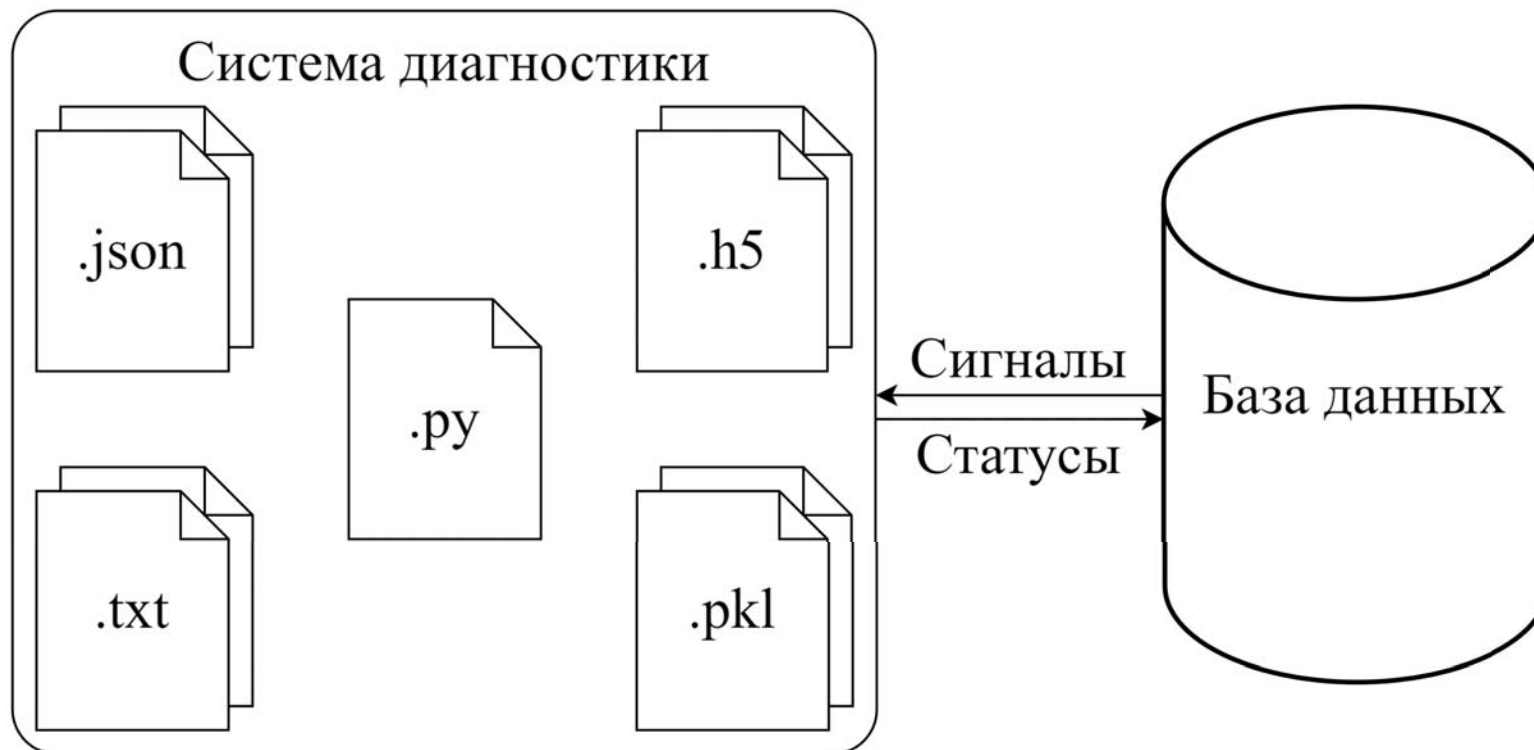 Система диагностики
.json
.h5
.py
.txt
.pkl
Сигналы
Статусы
База данных